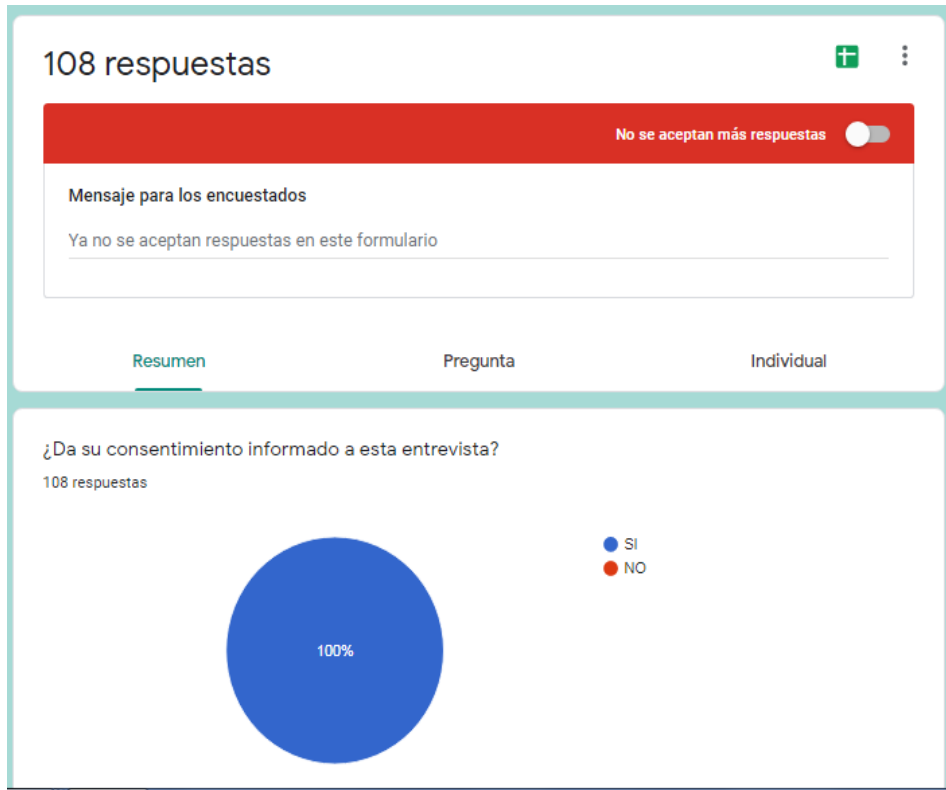 108 respuestas
No se aceptan más respuestas
Mensaje para los encuestados
Ya no se aceptan respuestas en este formulario
Resumen Pregunta Individual
¿Da su consentimiento informado a esta entrevista?
108 respuestas
SI
NO
100%